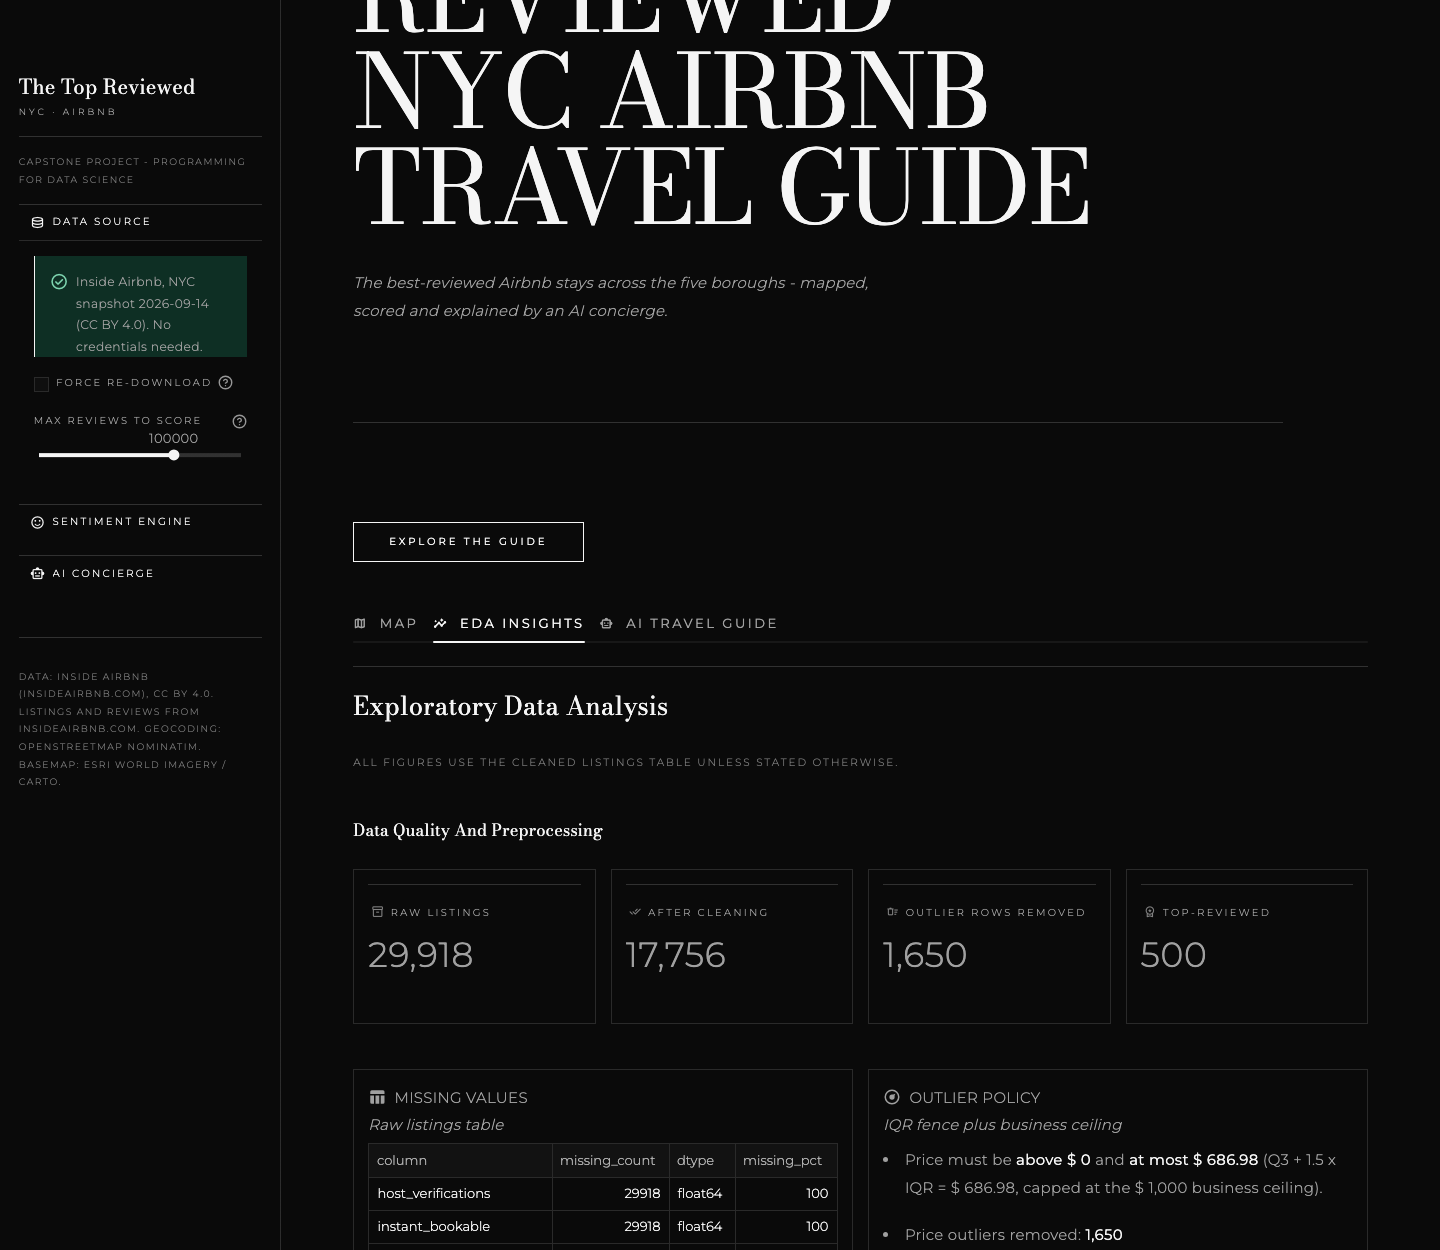 The Top Reviewed
NYC · AIRBNB
CAPSTONE PROJECT - PROGRAMMING
FOR DATA SCIENCE
DATA SOURCE
Inside Airbnb, NYC
snapshot 2026-09-14
(CC BY 4.0). No
credentials needed.
FORCE RE-DOWNLOAD
MAX REVIEWS TO SCORE
100000
SENTIMENT ENGINE
AI CONCIERGE
DATA: INSIDE AIRBNB
(INSIDEAIRBNB.COM), CC BY 4.0.
LISTINGS AND REVIEWS FROM
INSIDEAIRBNB.COM. GEOCODING:
OPENSTREETMAP NOMINATIM.
BASEMAP: ESRI WORLD IMAGERY /
CARTO.
REVIEWED
NYC AIRBNB
TRAVEL GUIDE
The best-reviewed Airbnb stays across the five boroughs - mapped,
scored and explained by an AI concierge.
EXPLORE THE GUIDE
MAP EDA INSIGHTS AI TRAVEL GUIDE
Exploratory Data Analysis
ALL FIGURES USE THE CLEANED LISTINGS TABLE UNLESS STATED OTHERWISE.
Data Quality And Preprocessing
RAW LISTINGS
29,918
AFTER CLEANING
17,756
OUTLIER ROWS REMOVED
1,650
TOP-REVIEWED
500
MISSING VALUES
Raw listings table
column missing_count dtype missing_pct
host_verifications 29918 float64 100
instant_bookable 29918 float64 100
OUTLIER POLICY
IQR fence plus business ceiling
• Price must be above $ 0 and at most $ 686.98 (Q3 + 1.5 x
IQR = $ 686.98, capped at the $ 1,000 business ceiling).
• Price outliers removed: 1,650